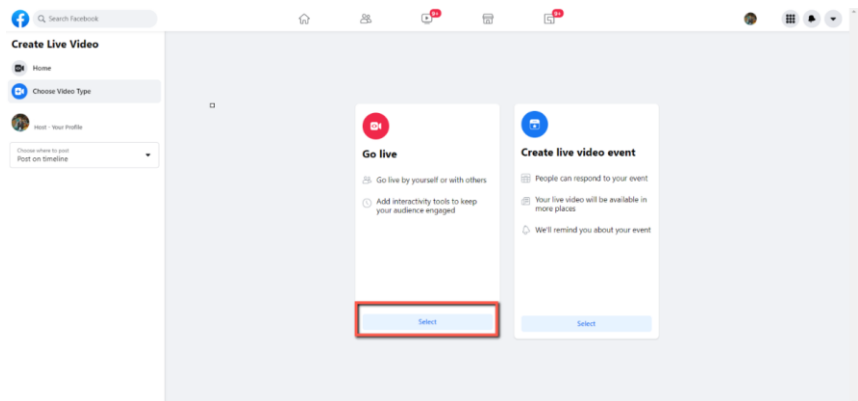 Search Facebook
9+
9+
Create Live Video
Home
Choose Video Type
Host - Your Profile
Choose where to post
Post on timeline
Go live
Go live by yourself or with others
Add interactivity tools to keep
your audience engaged
Select
Create live video event
People can respond to your event
Your live video will be available in
more places
We'll remind you about your event
Select